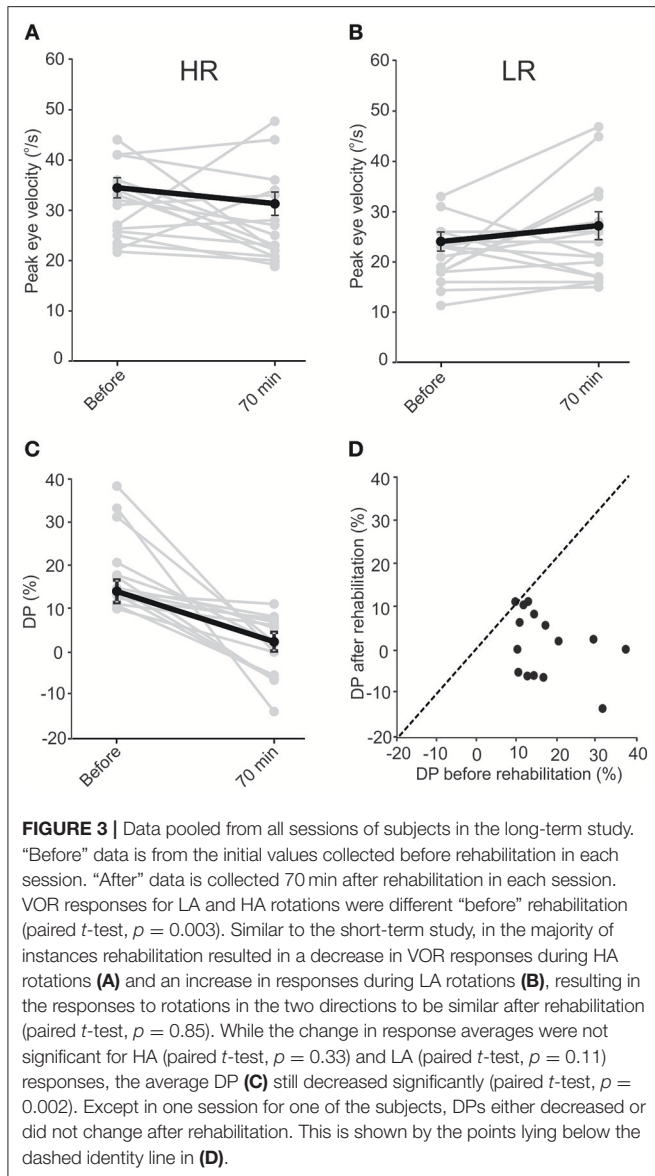 A
B
HR
LR
Peak eye velocity (°/s)
60
50
40
30
20
10
0
Before
70 min
Peak eye velocity (°/s)
60
50
40
30
20
10
0
Before
70 min
C
D
DP (%)
40
30
20
10
0
-10
-20
Before
70 min
DP after rehabilitation (%)
40
30
20
10
0
-10
-20
-20
-10
0
10
20
30
40
DP before rehabilitation (%)
FIGURE 3 | Data pooled from all sessions of subjects in the long-term study.
“Before” data is from the initial values collected before rehabilitation in each
session. “After” data is collected 70 min after rehabilitation in each session.
VOR responses for LA and HA rotations were different “before” rehabilitation
(paired t-test, p = 0.003). Similar to the short-term study, in the majority of
instances rehabilitation resulted in a decrease in VOR responses during HA
rotations (A) and an increase in responses during LA rotations (B), resulting in
the responses to rotations in the two directions to be similar after rehabilitation
(paired t-test, p = 0.85). While the change in response averages were not
significant for HA (paired t-test, p = 0.33) and LA (paired t-test, p = 0.11)
responses, the average DP (C) still decreased significantly (paired t-test, p =
0.002). Except in one session for one of the subjects, DPs either decreased or
did not change after rehabilitation. This is shown by the points lying below the
dashed identity line in (D).